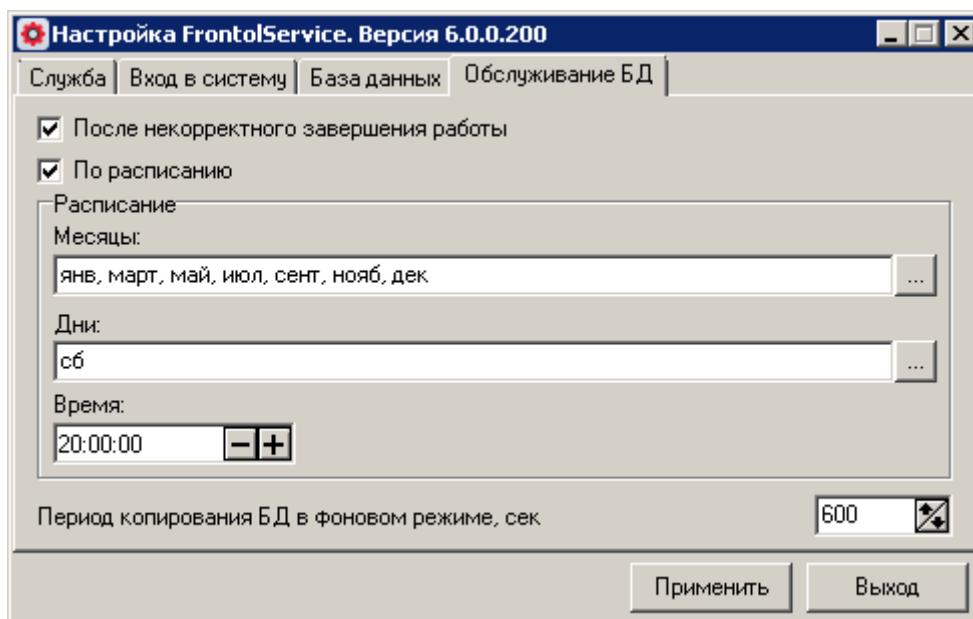 Настройка FrontolService. Версия 6.0.0.200
Служба Вход в систему База данных Обслуживание БД
После некорректного завершения работы
По расписанию
Расписание
Месяцы:
янв, март, май, июл, сент, нояб, дек
...
Дни:
сб
...
Время:
20:00:00
Период копирования БД в фоновом режиме, сек 600
Применить Выход